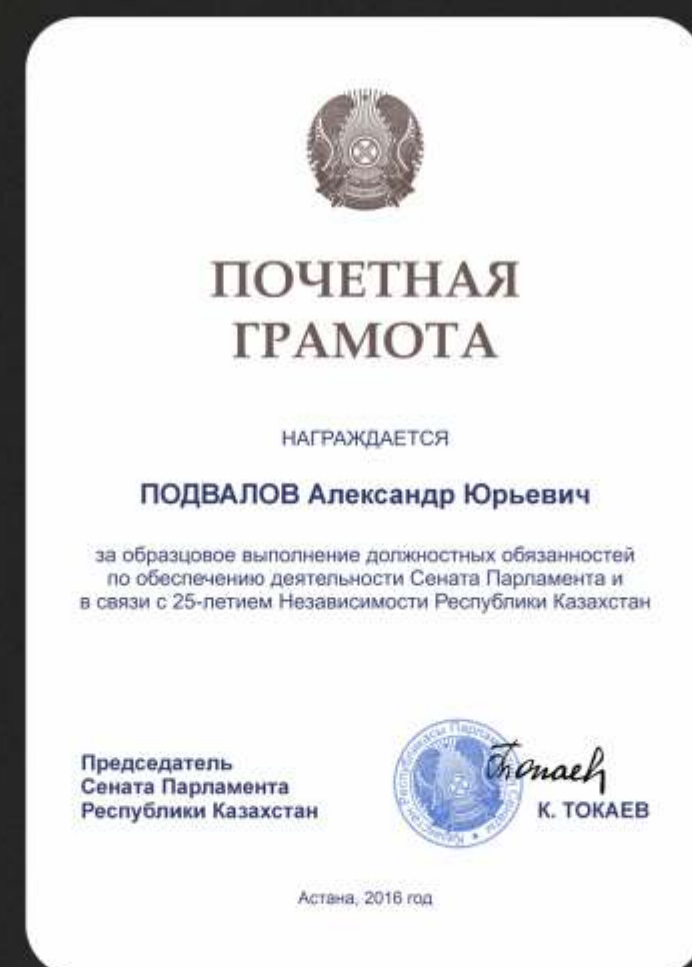 ПОЧЕТНАЯ
ГРАМОТА
НАГРАЖДАЕТСЯ
ПОДВАЛОВ Александр Юрьевич
за образцовое выполнение должностных обязанностей
по обеспечению деятельности Сената Парламента и
в связи с 25-летием Независимости Республики Казахстан
Председатель
Сената Парламента
Республики Казахстан
К. ТОКАЕВ
Астана, 2016 год